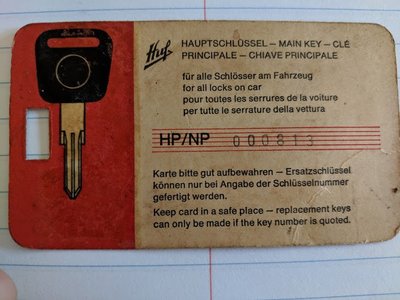 Huf
HAUPTSCHLÜSSEL – MAIN KEY – CLÉ
PRINCIPALE – CHIAVE PRINCIPALE
für alle Schlösser am Fahrzeug
for all locks on car
pour toutes les serrures de la voiture
per tutte le serrature della vettura
HP/NP 000813
Karte bitte gut aufbewahren – Ersatzschlüssel
können nur bei Angabe der Schlüsselnummer
gefertigt werden.
Keep card in a safe place – replacement keys
can only be made if the key number is quoted.